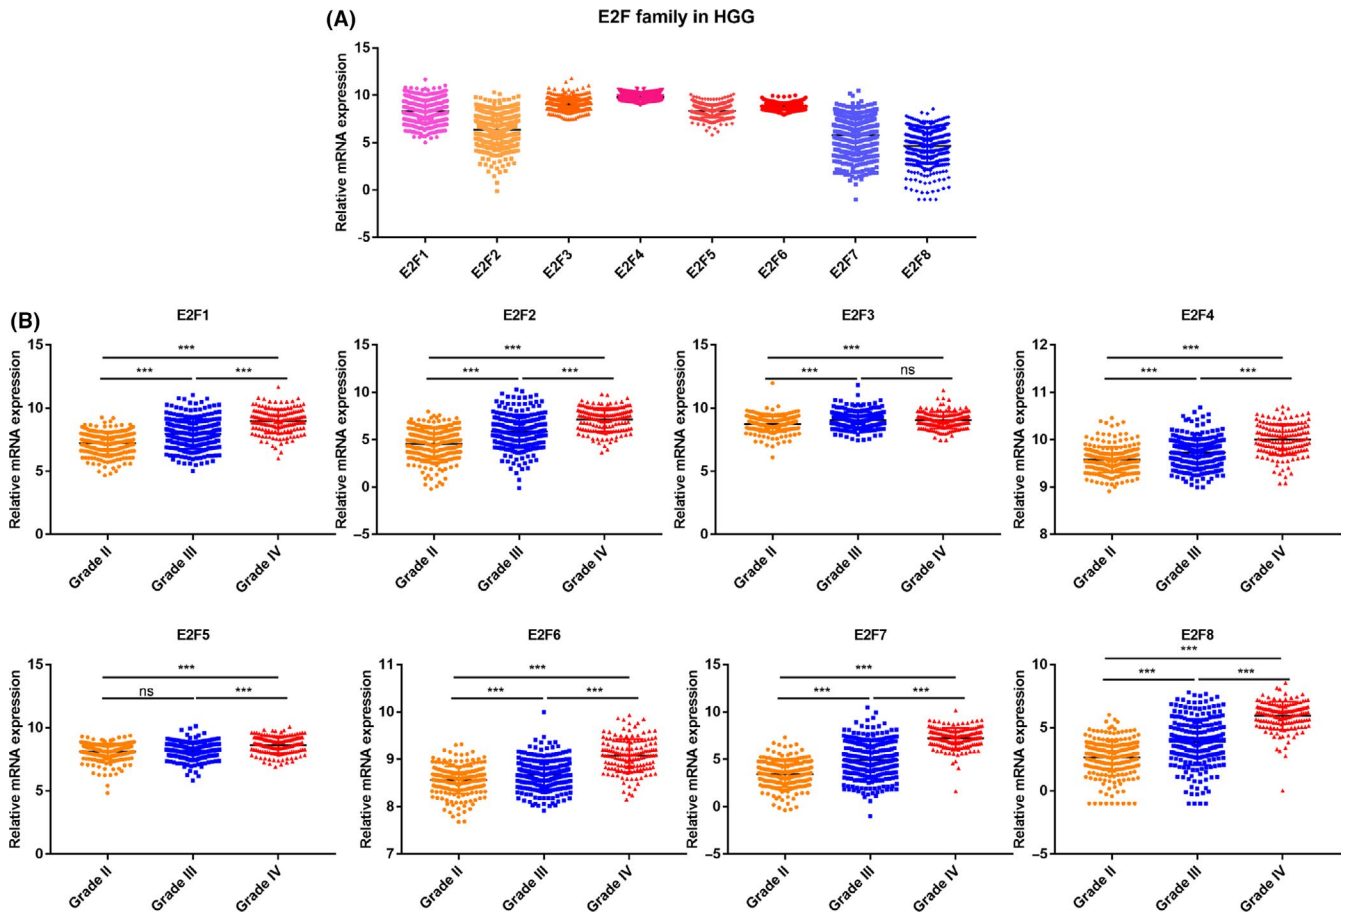 (A)
E2F family in HGG
Relative mRNA expression
15
10
5
0
-5
E2F1
E2F2
E2F3
E2F4
E2F5
E2F6
E2F7
E2F8
(B)
E2F1
Relative mRNA expression
15
10
5
0
***
***
***
Grade II
Grade III
Grade IV
E2F2
Relative mRNA expression
15
10
5
0
–5
***
***
***
Grade II
Grade III
Grade IV
E2F3
Relative mRNA expression
15
10
5
0
***
***
ns
Grade II
Grade III
Grade IV
E2F4
Relative mRNA expression
12
11
10
9
8
***
***
***
Grade II
Grade III
Grade IV
E2F5
Relative mRNA expression
15
10
5
0
***
ns
***
Grade II
Grade III
Grade IV
E2F6
Relative mRNA expression
11
10
9
8
7
***
***
***
Grade II
Grade III
Grade IV
E2F7
Relative mRNA expression
15
10
5
0
–5
***
***
***
Grade II
Grade III
Grade IV
E2F8
Relative mRNA expression
10
5
0
–5
***
***
***
Grade II
Grade III
Grade IV